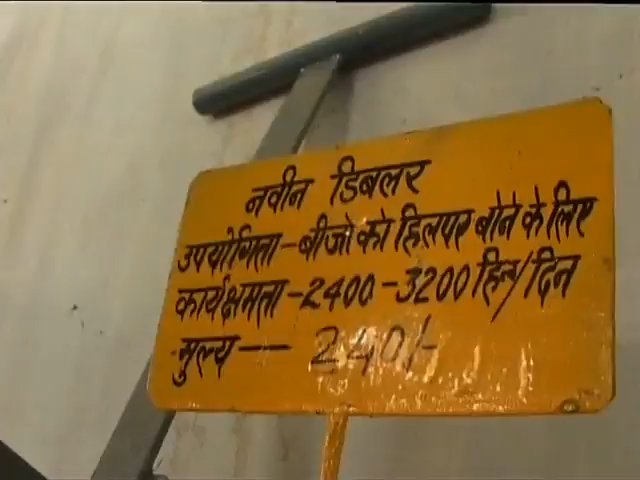 नवीन डिबलर
उपयोगिता-बीजो को हिलपर बोने के लिए
कार्यक्षमता-2400-3200 हिल/दिन
मुल्य — 240/-